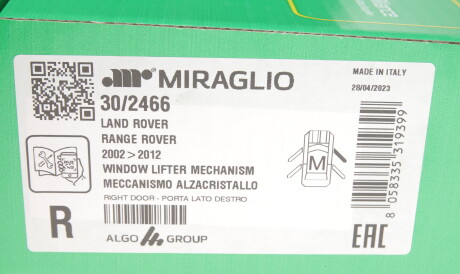 MIRAGLIO
MADE IN ITALY
28/04/2023
30/2466
LAND ROVER
RANGE ROVER
2002 > 2012
WINDOW LIFTER MECHANISM
MECCANISMO ALZACRISTALLO
RIGHT DOOR - PORTA LATO DESTRO
R
M
ALGO GROUP
8 058335 319399
EAC